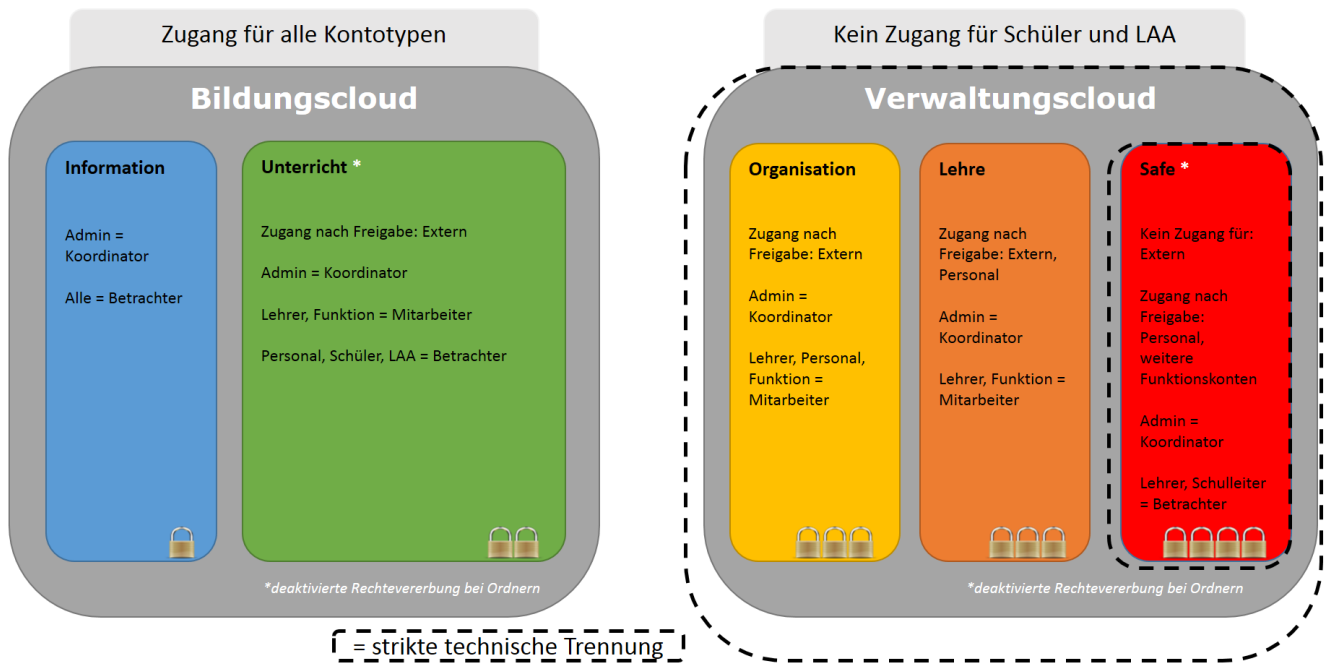 Zugang für alle Kontotypen
Bildungscloud
Information
Admin =
Koordinator
Alle = Betrachter
Unterricht *
Zugang nach Freigabe: Extern
Admin = Koordinator
Lehrer, Funktion = Mitarbeiter
Personal, Schüler, LAA = Betrachter
*deaktivierte Rechtevererbung bei Ordnern
Kein Zugang für Schüler und LAA
Verwaltungscloud
Organisation
Zugang nach
Freigabe: Extern
Admin =
Koordinator
Lehrer, Personal,
Funktion =
Mitarbeiter
Lehre
Zugang nach
Freigabe: Extern,
Personal
Admin =
Koordinator
Lehrer, Funktion =
Mitarbeiter
Safe *
Kein Zugang für:
Extern
Zugang nach
Freigabe:
Personal,
weitere
Funktionskonten
Admin =
Koordinator
Lehrer, Schulleiter
= Betrachter
*deaktivierte Rechtevererbung bei Ordnern
= strikte technische Trennung